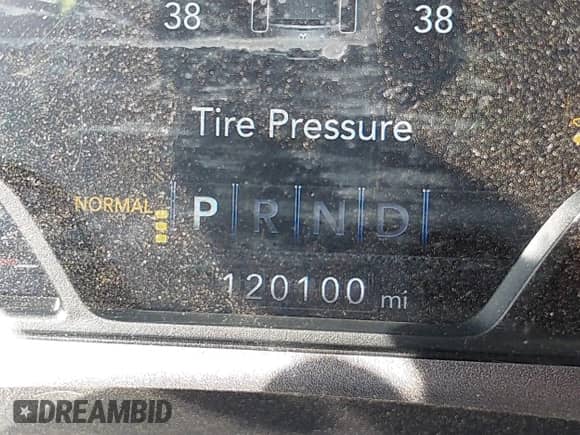 38 38
Tire Pressure
NORMAL P R N D
120100 mi
DREAMBID